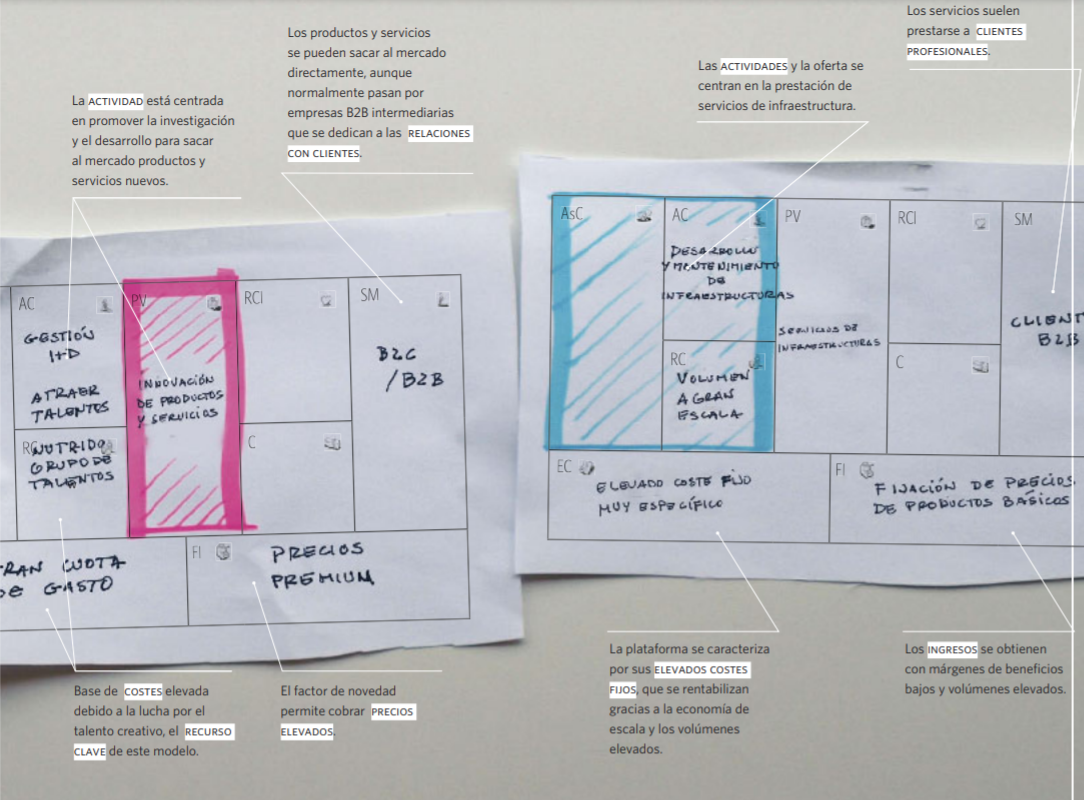 Los productos y servicios
se pueden sacar al mercado
directamente, aunque
normalmente pasan por
empresas B2B intermediarias
que se dedican a las RELACIONES
CON CLIENTES.
La ACTIVIDAD está centrada
en promover la investigación
y el desarrollo para sacar
al mercado productos y
servicios nuevos.
Las ACTIVIDADES y la oferta se
centran en la prestación de
servicios de infraestructura.
Los servicios suelen
prestarse a CLIENTES
PROFESIONALES.
AC
GESTIÓN
I+D
ATRAER
TALENTOS
NUTRIDO
GRUPO DE
TALENTOS
PV
INNOVACIÓN
DE PRODUCTOS
Y SERVICIOS
RCI
C
SM
B2C
/B2B
DE GASTO
FI
PRECIOS
PREMIUM
AsC
AC
DESARROLLO
Y MANTENIMIENTO
DE
INFRAESTRUCTURAS
RC
VOLUMEN
A GRAN
ESCALA
PV
SERVICIOS DE
INFRAESTRUCTURAS
RCI
C
SM
CLIENT
B2B
EC
ELEVADO COSTE FIJO
MUY ESPECÍFICO
FI
FIJACIÓN DE PRECIOS
DE PRODUCTOS BÁSICOS
Base de COSTES elevada
debido a la lucha por el
talento creativo, el RECURSO
CLAVE de este modelo.
El factor de novedad
permite cobrar PRECIOS
ELEVADOS.
La plataforma se caracteriza
por sus ELEVADOS COSTES
FIJOS, que se rentabilizan
gracias a la economía de
escala y los volúmenes
elevados.
Los INGRESOS se obtienen
con márgenes de beneficios
bajos y volúmenes elevados.